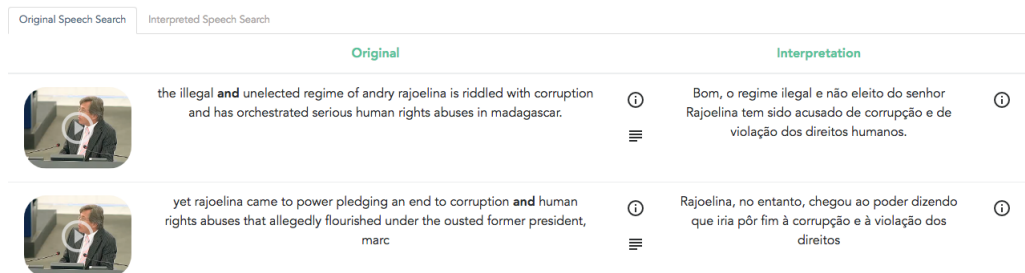 Original Speech Search Interpreted Speech Search
Original Interpretation
the illegal and unelected regime of andry rajoelina is riddled with corruption
and has orchestrated serious human rights abuses in madagascar.
Bom, o regime ilegal e não eleito do senhor
Rajoelina tem sido acusado de corrupção e de
violação dos direitos humanos.
yet rajoelina came to power pledging an end to corruption and human
rights abuses that allegedly flourished under the ousted former president,
marc
Rajoelina, no entanto, chegou ao poder dizendo
que iria pôr fim à corrupção e à violação dos
direitos